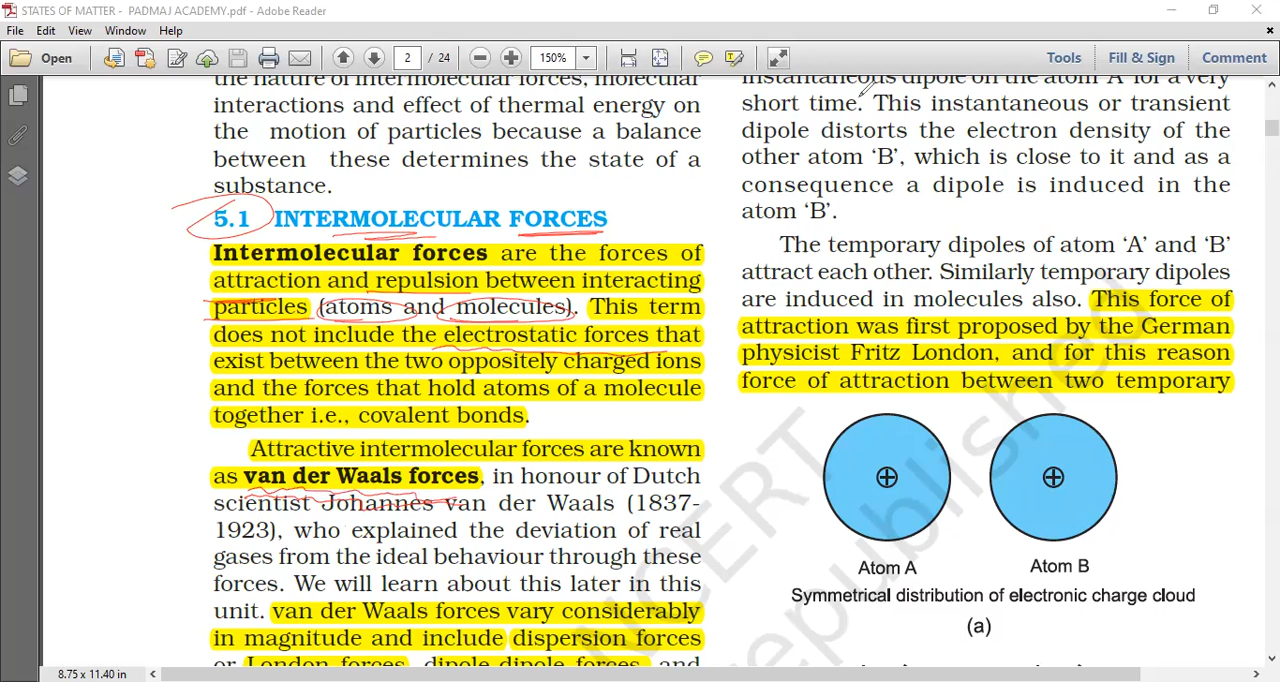 STATES OF MATTER - PADMAJ ACADEMY.pdf - Adobe Reader
File Edit View Window Help
Open 2 / 24 150% Tools Fill & Sign Comment
the nature of intermolecular forces, molecular
interactions and effect of thermal energy on
the motion of particles because a balance
between these determines the state of a
substance.
5.1 INTERMOLECULAR FORCES
Intermolecular forces are the forces of
attraction and repulsion between interacting
particles (atoms and molecules). This term
does not include the electrostatic forces that
exist between the two oppositely charged ions
and the forces that hold atoms of a molecule
together i.e., covalent bonds.
Attractive intermolecular forces are known
as van der Waals forces, in honour of Dutch
scientist Johannes van der Waals (1837-
1923), who explained the deviation of real
gases from the ideal behaviour through these
forces. We will learn about this later in this
unit. van der Waals forces vary considerably
in magnitude and include dispersion forces
or London forces, dipole-dipole forces, and
instantaneous dipole on the atom ‘A’ for a very
short time. This instantaneous or transient
dipole distorts the electron density of the
other atom ‘B’, which is close to it and as a
consequence a dipole is induced in the
atom ‘B’.
The temporary dipoles of atom ‘A’ and ‘B’
attract each other. Similarly temporary dipoles
are induced in molecules also. This force of
attraction was first proposed by the German
physicist Fritz London, and for this reason
force of attraction between two temporary
+ +
Atom A Atom B
Symmetrical distribution of electronic charge cloud
(a)
NCERT
republished
8.75 x 11.40 in